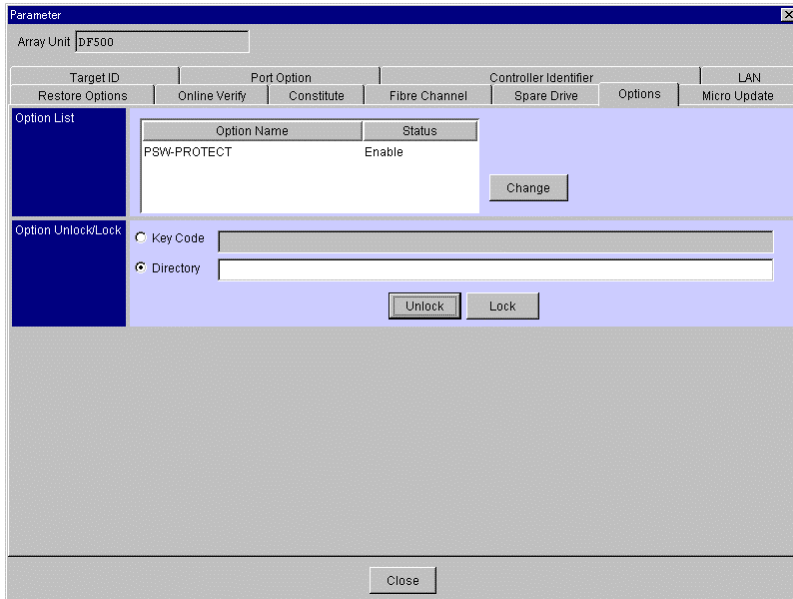 Parameter
Array Unit DF500
Target ID Port Option Controller Identifier LAN
Restore Options Online Verify Constitute Fibre Channel Spare Drive Options Micro Update
Option List
Option Name Status
PSW-PROTECT Enable
Change
Option Unlock/Lock
Key Code
Directory
Unlock Lock
Close